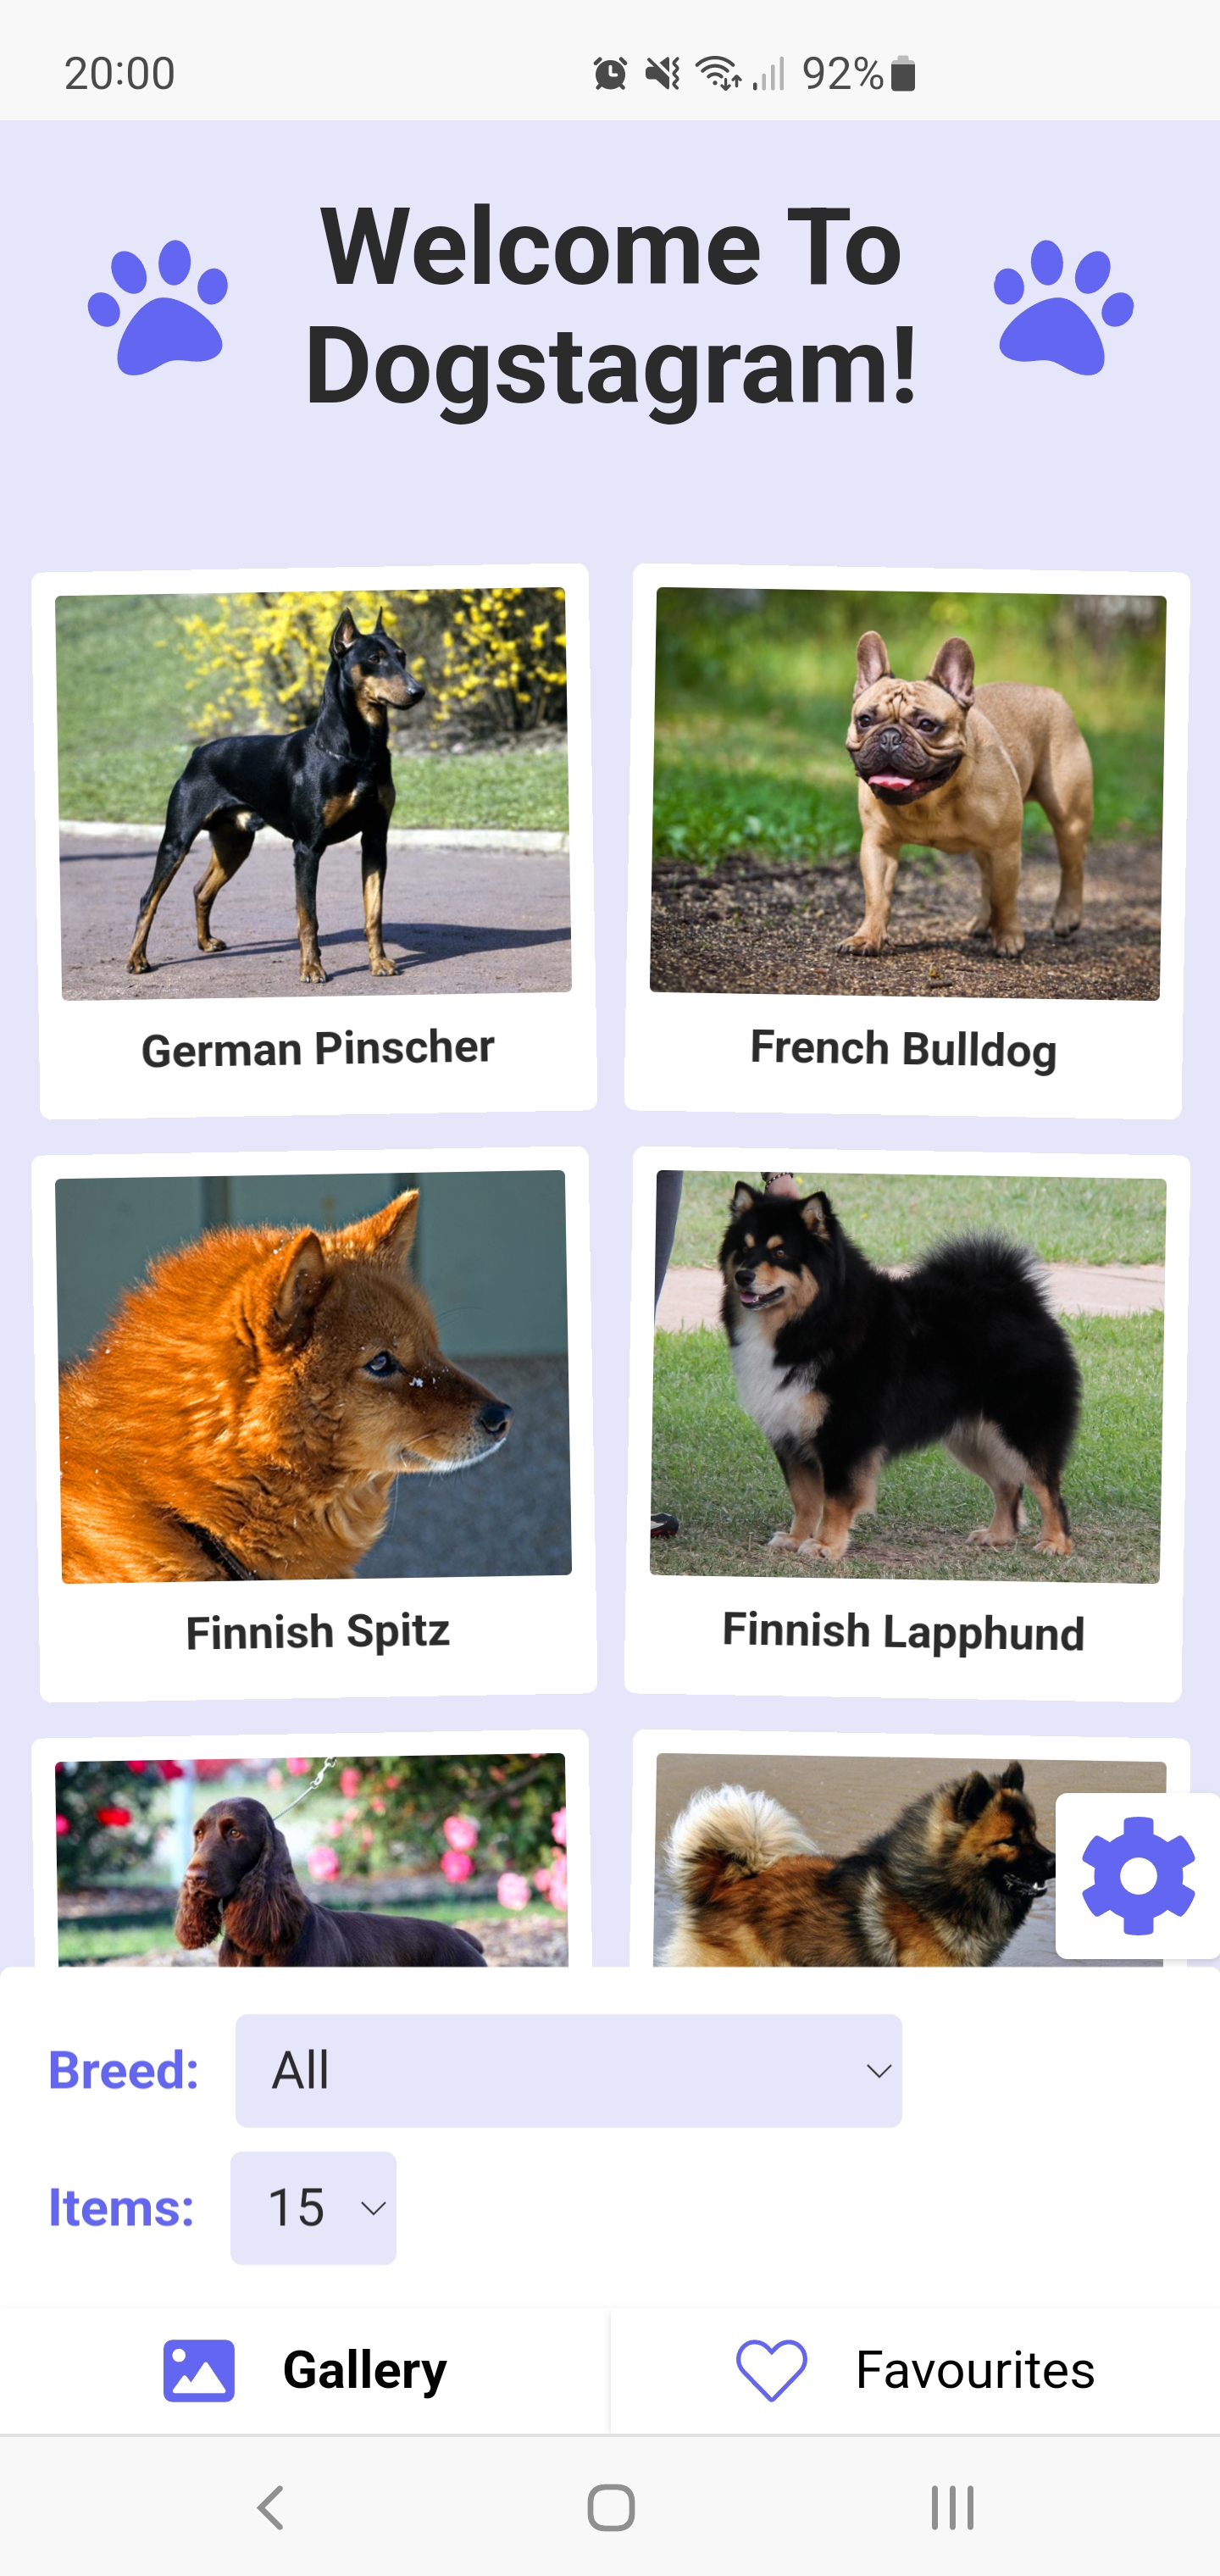 20:00
92%
Welcome To
Dogstagram!
German Pinscher
French Bulldog
Finnish Spitz
Finnish Lapphund
Breed:
All
Items:
15
Gallery
Favourites